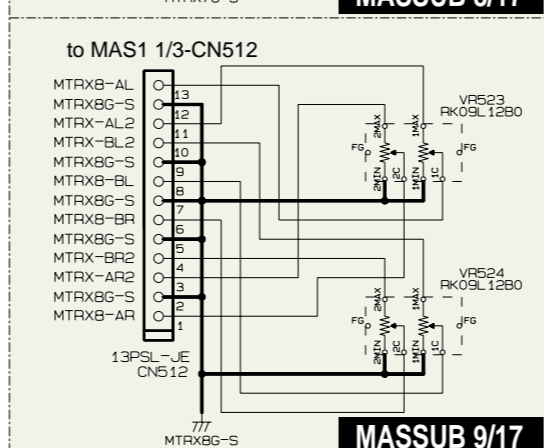 MTRX7G-S
MASSUB 8/17
to MAS1 1/3-CN512
MTRX8-AL
13
MTRX8G-S
12
MTRX-AL2
11
MTRX-BL2
10
MTRX8G-S
9
MTRX8-BL
8
MTRX8G-S
7
MTRX8-BR
6
MTRX8G-S
5
MTRX-BR2
4
MTRX-AR2
3
MTRX8G-S
2
MTRX8-AR
1
13PSL-JE
CN512
MTRX8G-S
VR523
RK09L12B0
2MAX
1MAX
FG
FG
2MIN
2C
1MIN
1C
VR524
RK09L12B0
2MAX
1MAX
FG
FG
2MIN
2C
1MIN
1C
MASSUB 9/17